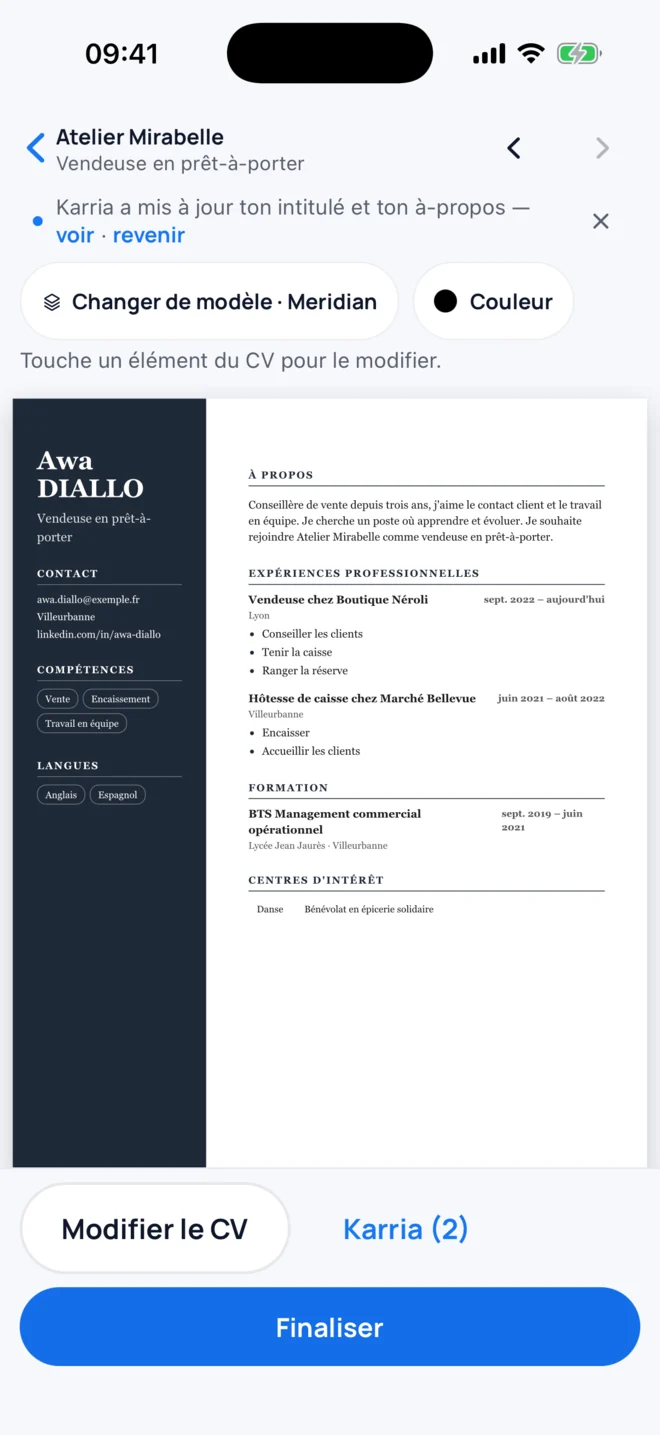 09:41
Atelier Mirabelle
Vendeuse en prêt-à-porter
Karria a mis à jour ton intitulé et ton à-propos —
voir · revenir
Changer de modèle · Meridian
Couleur
Touche un élément du CV pour le modifier.
Awa
DIALLO
Vendeuse en prêt-à-
porter
CONTACT
awa.diallo@exemple.fr
Villeurbanne
linkedin.com/in/awa-diallo
COMPÉTENCES
Vente
Encaissement
Travail en équipe
LANGUES
Anglais
Espagnol
À PROPOS
Conseillère de vente depuis trois ans, j'aime le contact client et le travail
en équipe. Je cherche un poste où apprendre et évoluer. Je souhaite
rejoindre Atelier Mirabelle comme vendeuse en prêt-à-porter.
EXPÉRIENCES PROFESSIONNELLES
Vendeuse chez Boutique Néroli
sept. 2022 – aujourd'hui
Lyon
• Conseiller les clients
• Tenir la caisse
• Ranger la réserve
Hôtesse de caisse chez Marché Bellevue
juin 2021 – août 2022
Villeurbanne
• Encaisser
• Accueillir les clients
FORMATION
BTS Management commercial
opérationnel
sept. 2019 – juin
2021
Lycée Jean Jaurès · Villeurbanne
CENTRES D'INTÉRÊT
Danse
Bénévolat en épicerie solidaire
Modifier le CV
Karria (2)
Finaliser